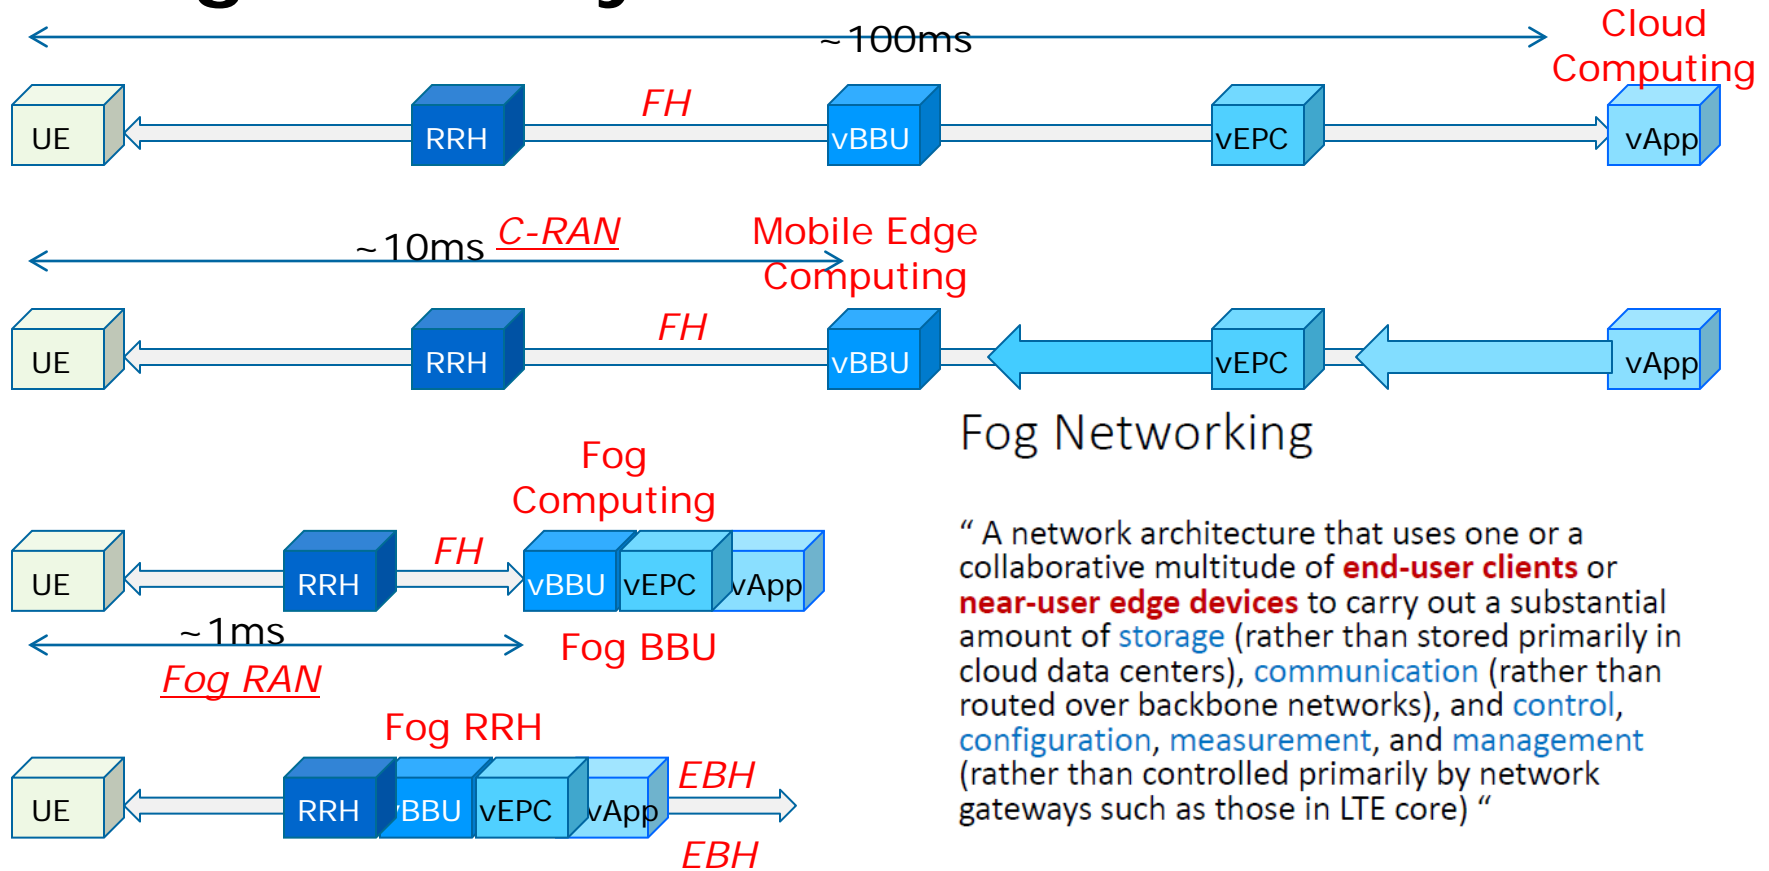 ~100ms
Cloud
Computing
FH
UE
RRH
vBBU
vEPC
vApp
~10ms
C-RAN
Mobile Edge
Computing
FH
UE
RRH
vBBU
vEPC
vApp
Fog
Computing
FH
UE
RRH
vBBU
vEPC
vApp
~1ms
Fog RAN
Fog BBU
Fog RRH
EBH
UE
RRH
vBBU
vEPC
vApp
EBH
Fog Networking
“ A network architecture that uses one or a
collaborative multitude of end-user clients or
near-user edge devices to carry out a substantial
amount of storage (rather than stored primarily in
cloud data centers), communication (rather than
routed over backbone networks), and control,
configuration, measurement, and management
(rather than controlled primarily by network
gateways such as those in LTE core) “